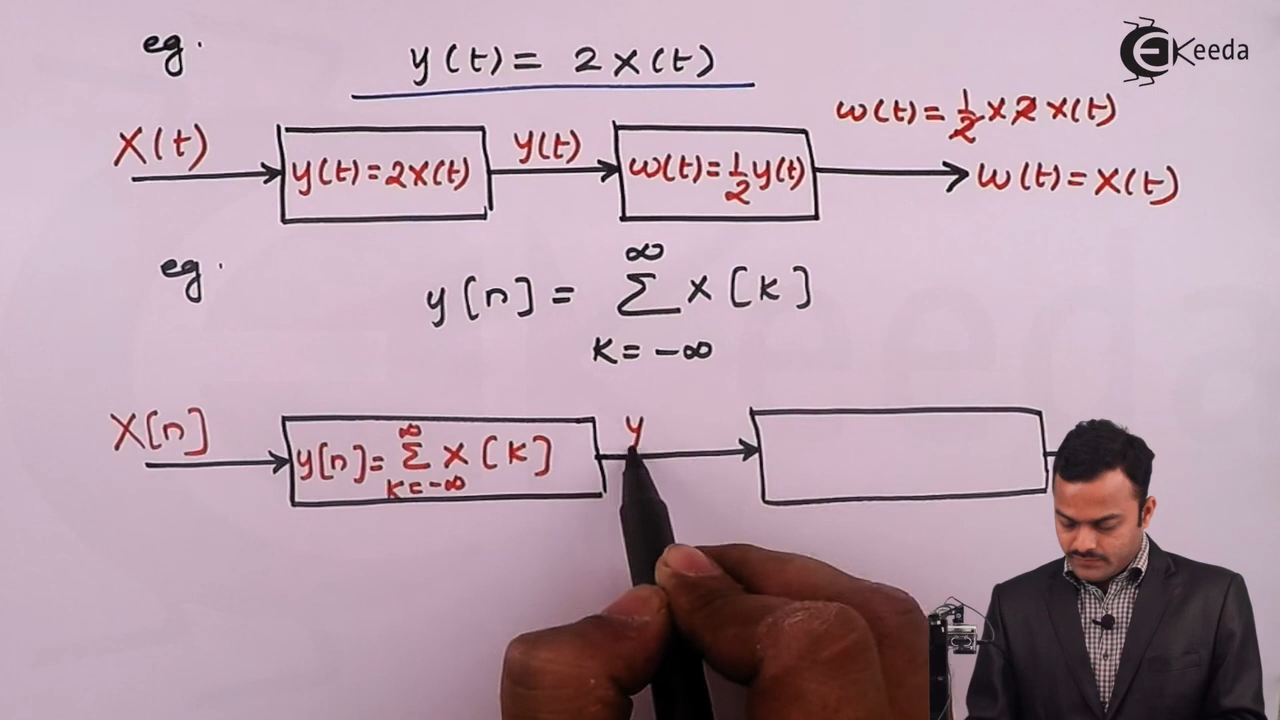 eg.
y(t) = 2x(t)
EKeeda
w(t) = 1/2 x 2 x(t)
x(t)
y(t) = 2x(t)
y(t)
w(t) = 1/2 y(t)
w(t) = x(t)
eg.
y[n] = ∞ Σ k=-∞ x[k]
x[n]
y[n] = ∞ Σ k=-∞ x[k]
y